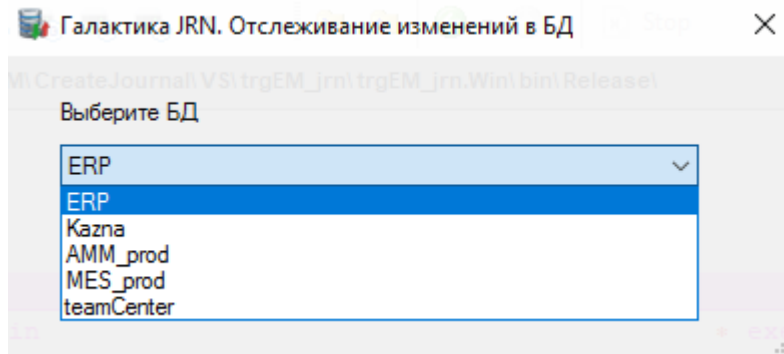 Галактика JRN. Отслеживание изменений в БД
Stop
M\CreateJournal\VS\trgEM_jrn\trgEM_jrn.Win\bin\Release\
Выберите БД
ERP
ERP
Kazna
AMM_prod
MES_prod
teamCenter